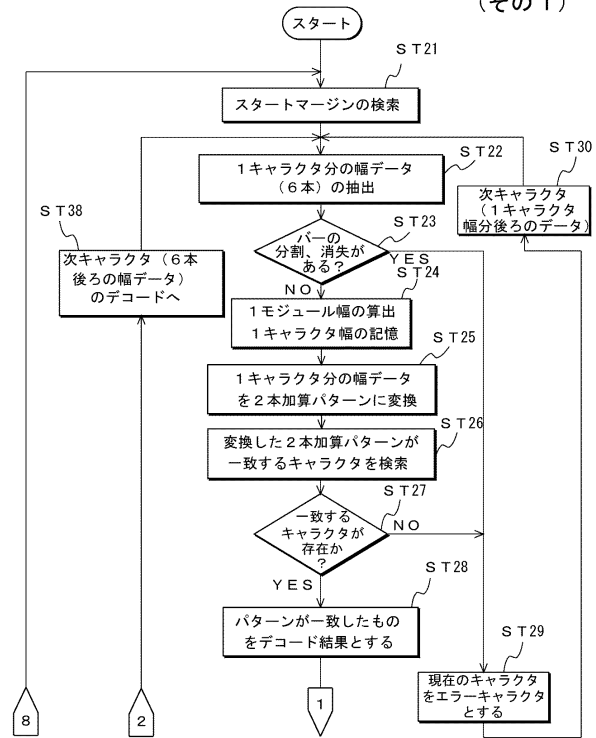 （その１）
スタート
ＳＴ21
スタートマージンの検索
ＳＴ22
１キャラクタ分の幅データ
（６本）の抽出
ＳＴ30
次キャラクタ
（１キャラクタ
幅分後ろのデータ）
ＳＴ38
次キャラクタ（６本
後ろの幅データ）
のデコードへ
ＳＴ23
バーの
分割、消失が
ある？
ＹＥＳ
ＮＯ
ＳＴ24
１モジュール幅の算出
１キャラクタ幅の記憶
ＳＴ25
１キャラクタ分の幅データ
を２本加算パターンに変換
ＳＴ26
変換した２本加算パターンが
一致するキャラクタを検索
ＳＴ27
一致する
キャラクタが
存在か
？
ＮＯ
ＹＥＳ
ＳＴ28
パターンが一致したもの
をデコード結果とする
ＳＴ29
現在のキャラクタ
をエラーキャラクタ
とする
8
2
1